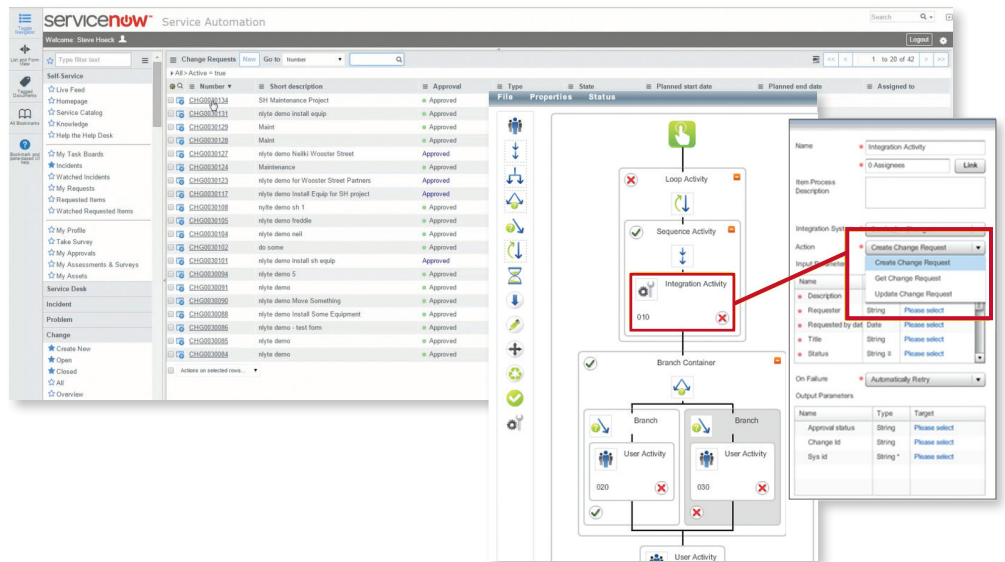 servicenow Service Automation
Search
Toggle Navigator
Welcome: Steve Hoeck
Logout
List and Form View
Type filter text
Change Requests New Go to Number
1 to 20 of 42
Self-Service
All > Active = true
Tagged Documents
Live Feed
Homepage
Service Catalog
Knowledge
Help the Help Desk
All Bookmarks
My Task Boards
Incidents
Watched Incidents
My Requests
Requested Items
Watched Requested Items
My Profile
Take Survey
My Approvals
My Assessments & Surveys
My Assets
Service Desk
Incident
Problem
Change
Create New
Open
Closed
All
Overview
Number Short description Approval Type State Planned start date Planned end date Assigned to
CHG0030134 SH Maintenance Project Approved
CHG0030131 nlyte demo install equip Approved
CHG0030129 Maint Approved
CHG0030128 Maint Approved
CHG0030127 nlyte demo Neilki Wooster Street Approved
CHG0030124 Maintenance Approved
CHG0030123 nlyte demo for Wooster Street Partners Approved
CHG0030117 nlyte demo Install Equip for SH project Approved
CHG0030108 nlyte demo sh 1 Approved
CHG0030105 nlyte demo freddie Approved
CHG0030104 nlyte demo neil Approved
CHG0030102 do some Approved
CHG0030101 nlyte demo Install sh equip Approved
CHG0030094 nlyte demo 5 Approved
CHG0030091 nlyte demo Approved
CHG0030090 nlyte demo Move Something Approved
CHG0030088 nlyte demo Install Some Equipment Approved
CHG0030086 nlyte demo - test form Approved
CHG0030085 nlyte demo Approved
CHG0030084 nlyte demo Approved
Actions on selected rows...
File Properties Status
Loop Activity
Sequence Activity
Integration Activity
010
Branch Container
Branch
User Activity
020
Branch
User Activity
030
User Activity
Name Integration Activity
0 Assignees Link
Item Process
Description
Action Create Change Request
Create Change Request
Get Change Request
Update Change Request
Name
Description
Requester String Please select
Requested by dat Date Please select
Title String Please select
Status String Please select
On Failure Automatically Retry
Output Parameters
Name Type Target
Approval status String Please select
Change Id String Please select
Sys id String * Please select